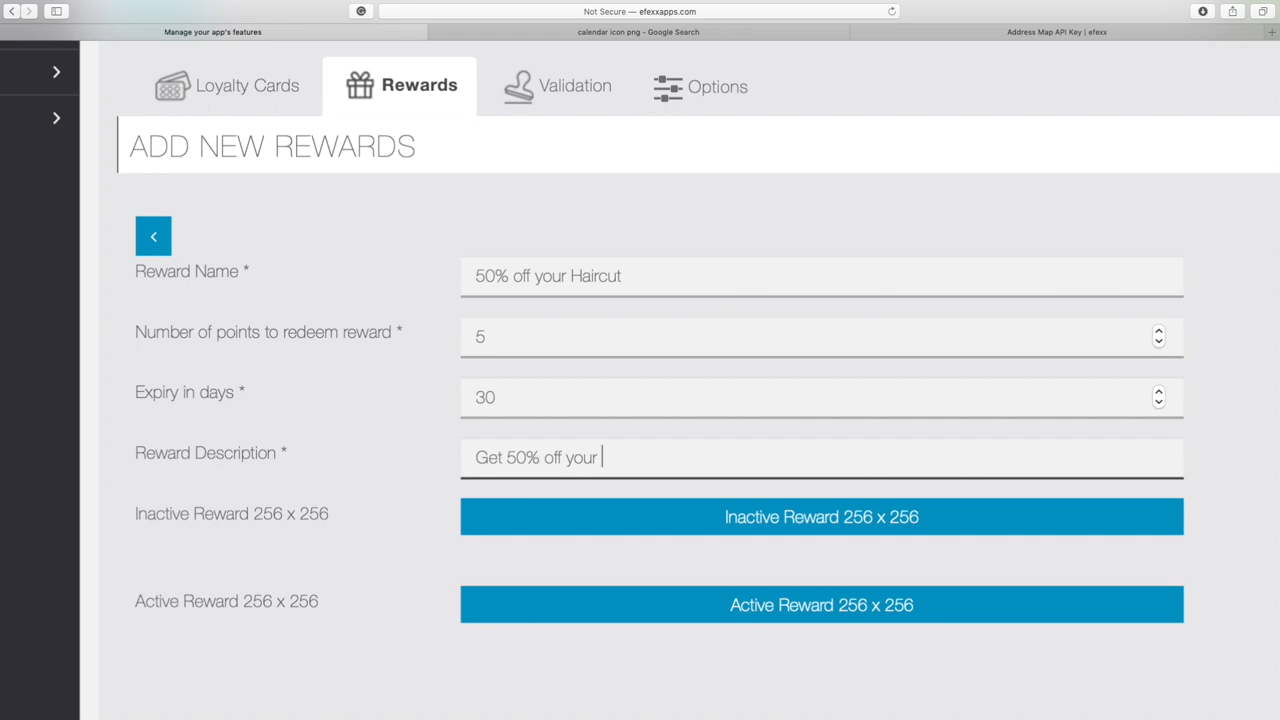 Not Secure — efexxapps.com
Manage your app's features
calendar icon png - Google Search
Address Map API Key | efexx
Loyalty Cards
Rewards
Validation
Options
ADD NEW REWARDS
Reward Name *
50% off your Haircut
Number of points to redeem reward *
5
Expiry in days *
30
Reward Description *
Get 50% off your
Inactive Reward 256 x 256
Inactive Reward 256 x 256
Active Reward 256 x 256
Active Reward 256 x 256